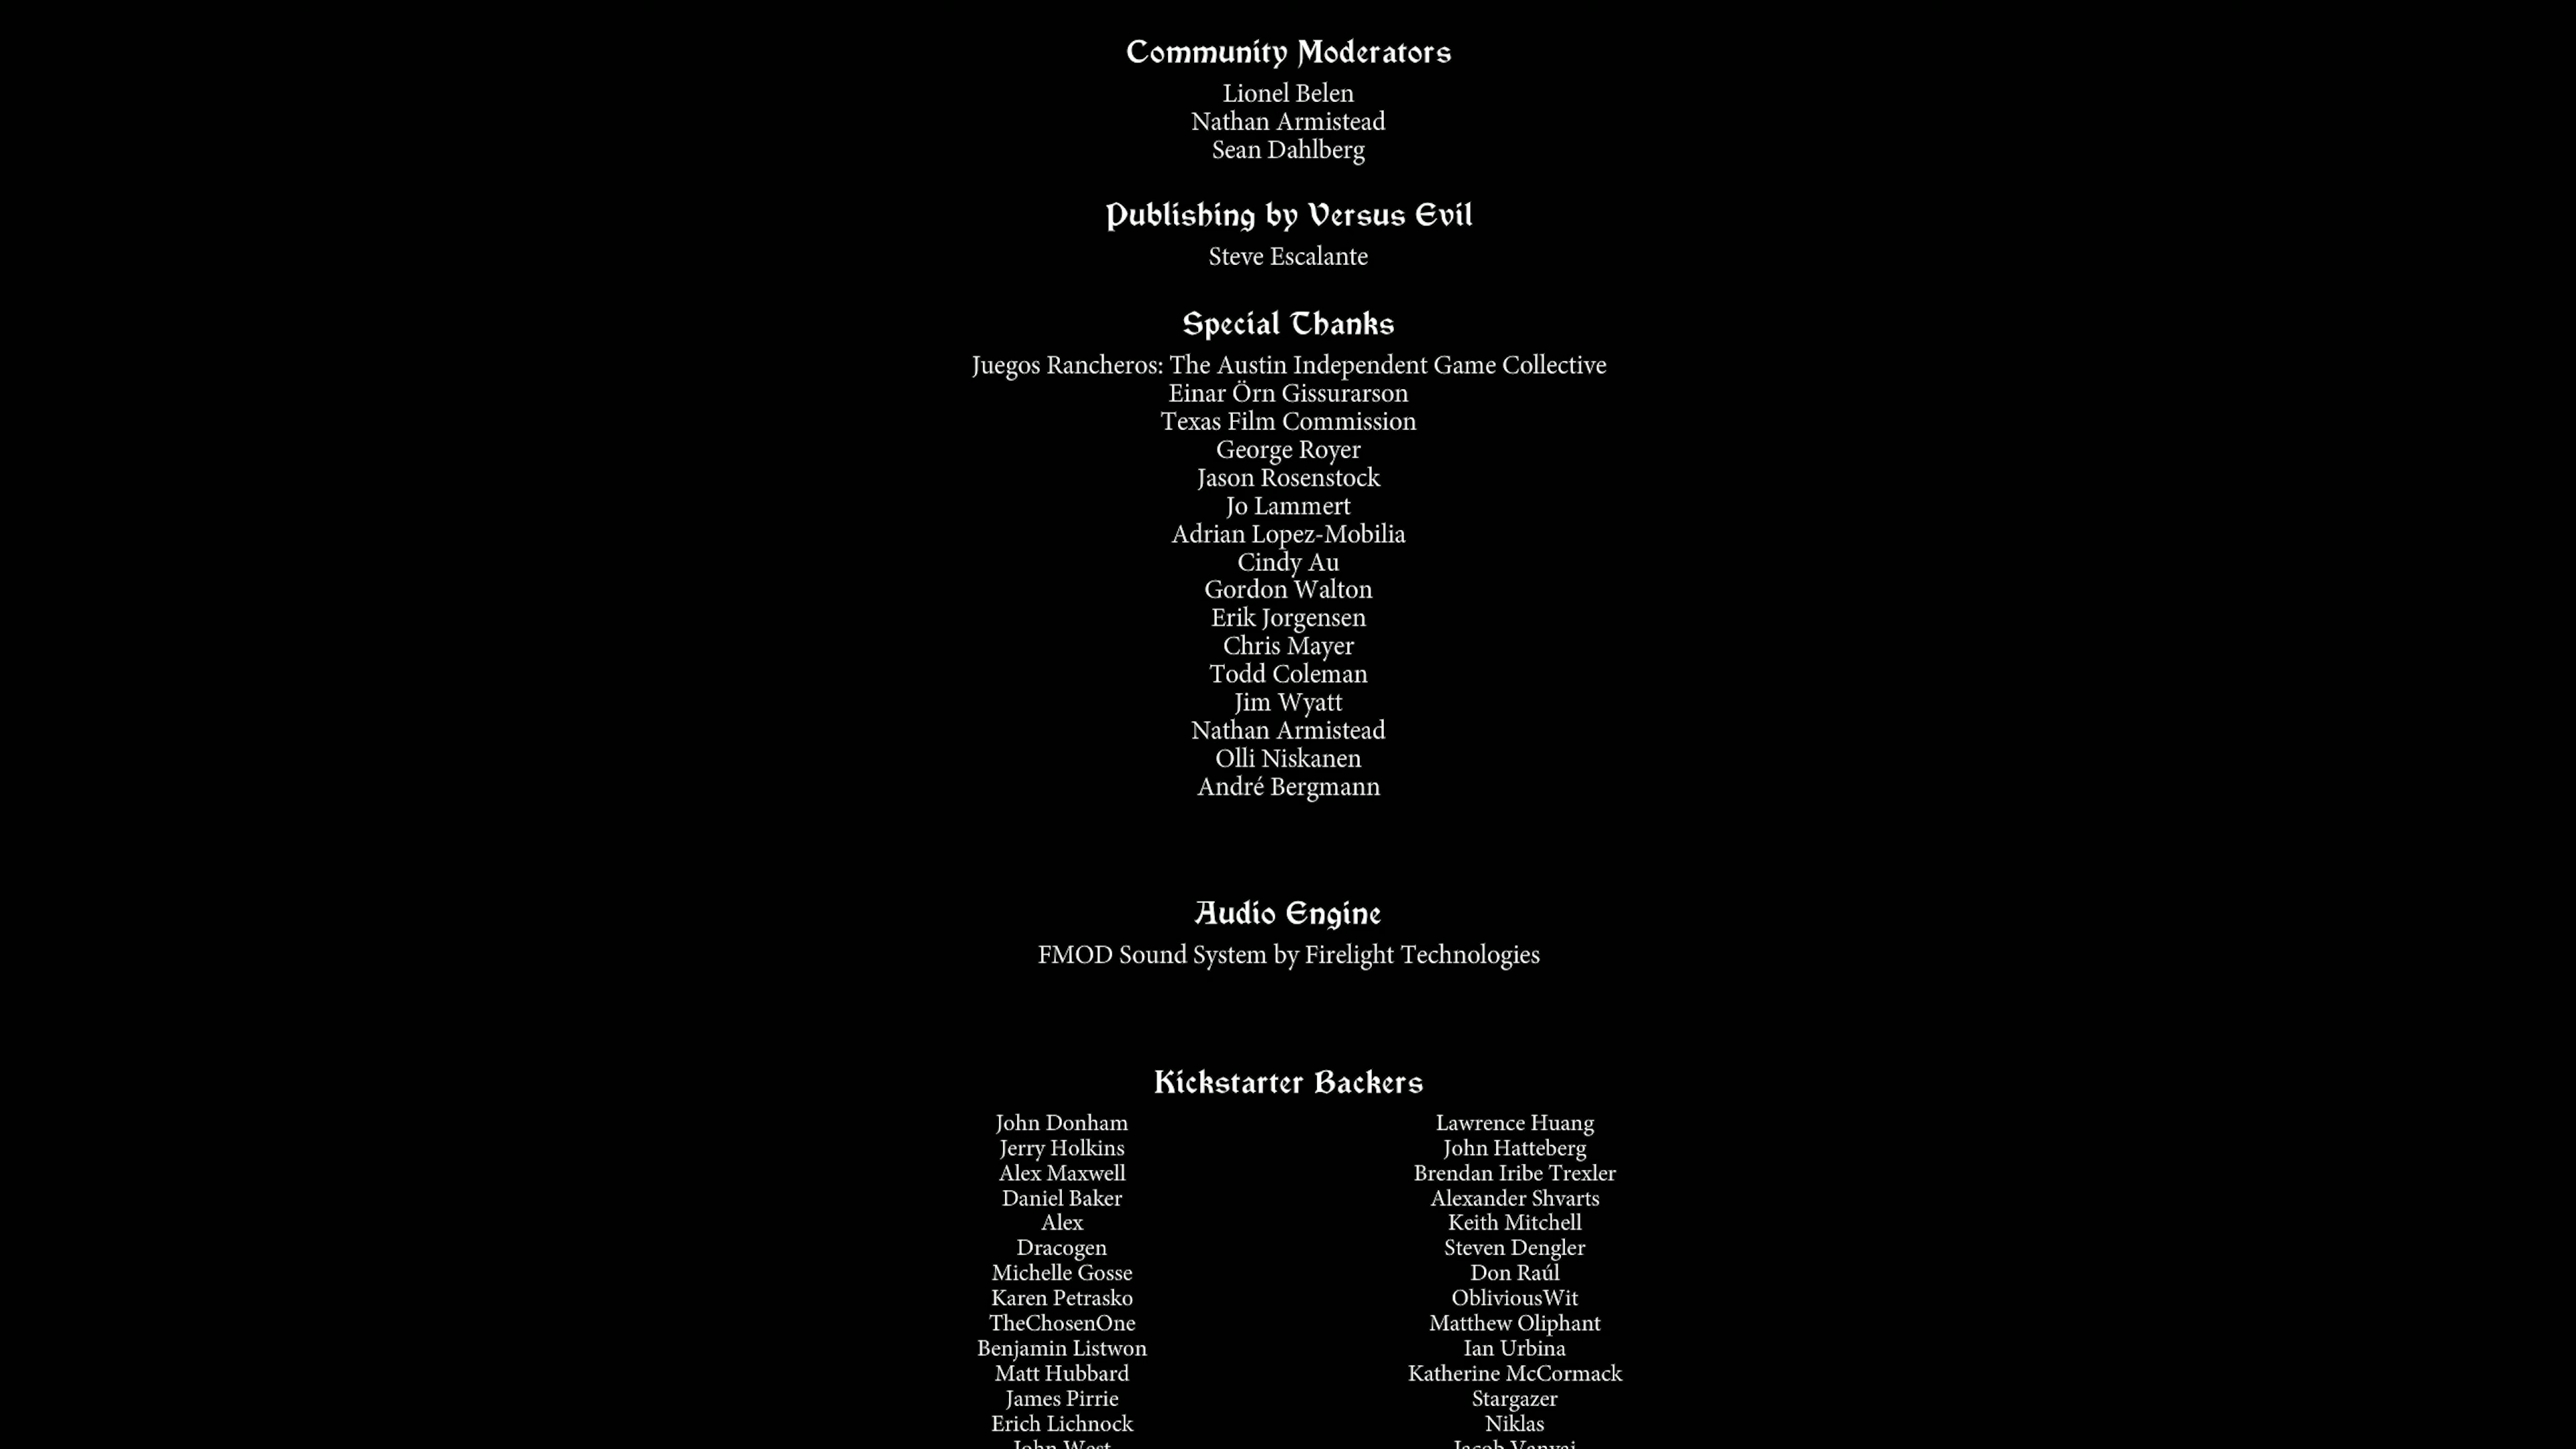 Community Moderators
Lionel Belen
Nathan Armistead
Sean Dahlberg
Publishing by Versus Evil
Steve Escalante
Special Thanks
Juegos Rancheros: The Austin Independent Game Collective
Einar Örn Gissurarson
Texas Film Commission
George Royer
Jason Rosenstock
Jo Lammert
Adrian Lopez-Mobilia
Cindy Au
Gordon Walton
Erik Jorgensen
Chris Mayer
Todd Coleman
Jim Wyatt
Nathan Armistead
Olli Niskanen
André Bergmann
Audio Engine
FMOD Sound System by Firelight Technologies
Kickstarter Backers
John Donham
Jerry Holkins
Alex Maxwell
Daniel Baker
Alex
Dracogen
Michelle Gosse
Karen Petrasko
TheChosenOne
Benjamin Listwon
Matt Hubbard
James Pirrie
Erich Lichnock
John West
Lawrence Huang
John Hatteberg
Brendan Iribe Trexler
Alexander Shvarts
Keith Mitchell
Steven Dengler
Don Raúl
ObliviousWit
Matthew Oliphant
Ian Urbina
Katherine McCormack
Stargazer
Niklas
Jacob